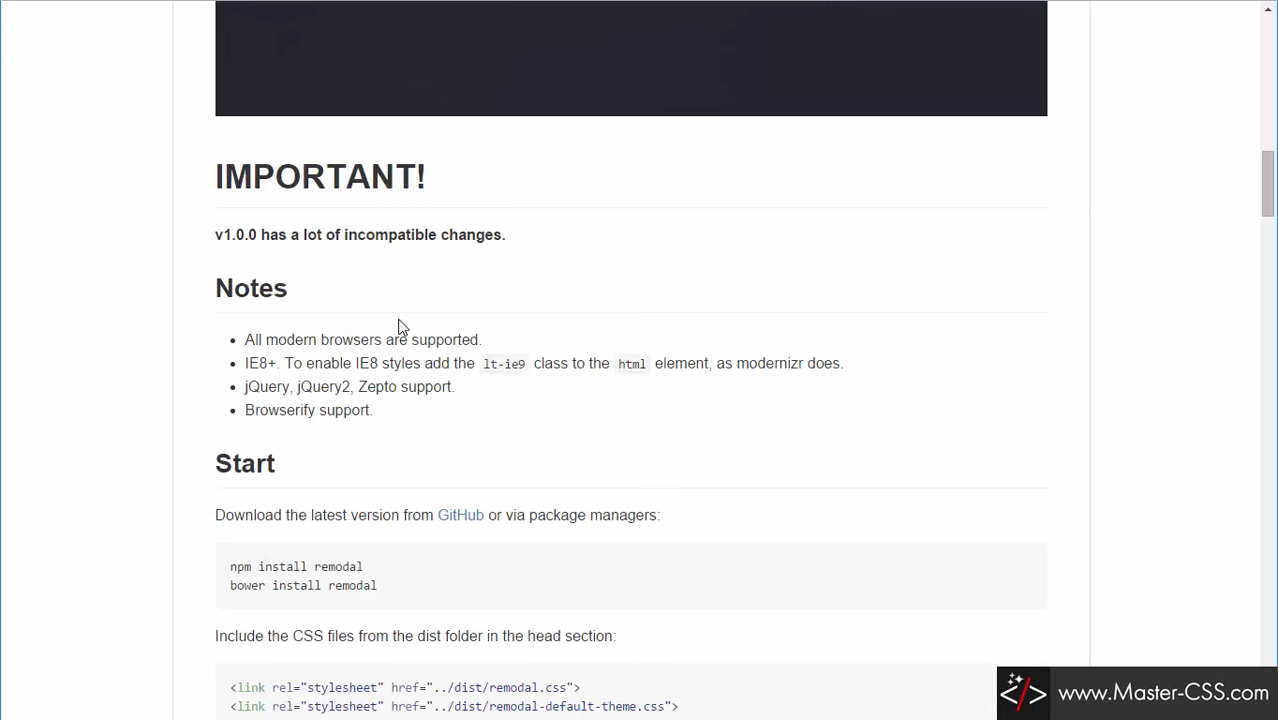 IMPORTANT!
v1.0.0 has a lot of incompatible changes.
Notes
All modern browsers are supported.
IE8+. To enable IE8 styles add the lt-ie9 class to the html element, as modernizr does.
jQuery, jQuery2, Zepto support.
Browserify support.
Start
Download the latest version from GitHub or via package managers:
npm install remodal
bower install remodal
Include the CSS files from the dist folder in the head section:
<link rel="stylesheet" href="../dist/remodal.css">
<link rel="stylesheet" href="../dist/remodal-default-theme.css">
www.Master-CSS.com